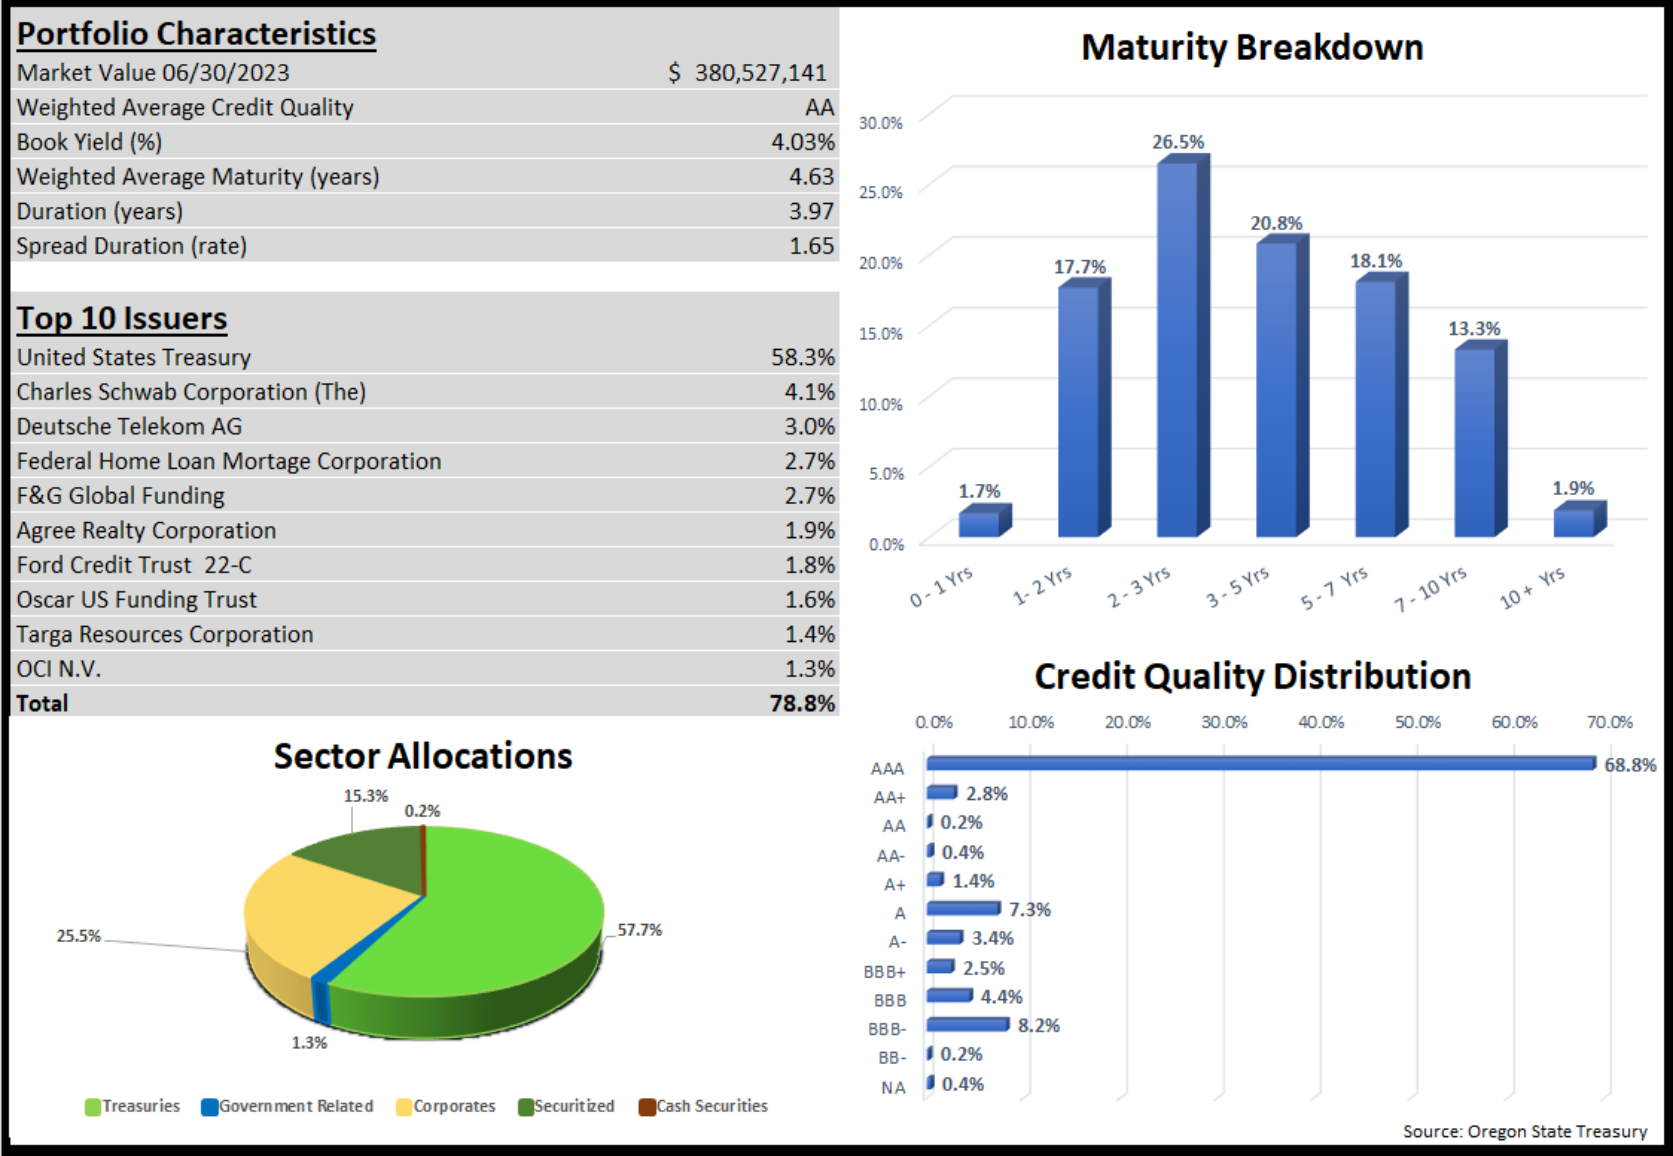 Portfolio Characteristics
Market Value 06/30/2023 $ 380,527,141
Weighted Average Credit Quality AA
Book Yield (%) 4.03%
Weighted Average Maturity (years) 4.63
Duration (years) 3.97
Spread Duration (rate) 1.65
Top 10 Issuers
United States Treasury 58.3%
Charles Schwab Corporation (The) 4.1%
Deutsche Telekom AG 3.0%
Federal Home Loan Mortage Corporation 2.7%
F&G Global Funding 2.7%
Agree Realty Corporation 1.9%
Ford Credit Trust 22-C 1.8%
Oscar US Funding Trust 1.6%
Targa Resources Corporation 1.4%
OCI N.V. 1.3%
Total 78.8%
Sector Allocations
15.3%
0.2%
57.7%
25.5%
1.3%
Treasuries Government Related Corporates Securitized Cash Securities
Maturity Breakdown
30.0%
25.0%
20.0%
15.0%
10.0%
5.0%
0.0%
1.7%
17.7%
26.5%
20.8%
18.1%
13.3%
1.9%
0 - 1 Yrs
1- 2 Yrs
2 - 3 Yrs
3 - 5 Yrs
5 - 7 Yrs
7 - 10 Yrs
10 + Yrs
Credit Quality Distribution
0.0% 10.0% 20.0% 30.0% 40.0% 50.0% 60.0% 70.0%
AAA 68.8%
AA+ 2.8%
AA 0.2%
AA- 0.4%
A+ 1.4%
A 7.3%
A- 3.4%
BBB+ 2.5%
BBB 4.4%
BBB- 8.2%
BB- 0.2%
NA 0.4%
Source: Oregon State Treasury